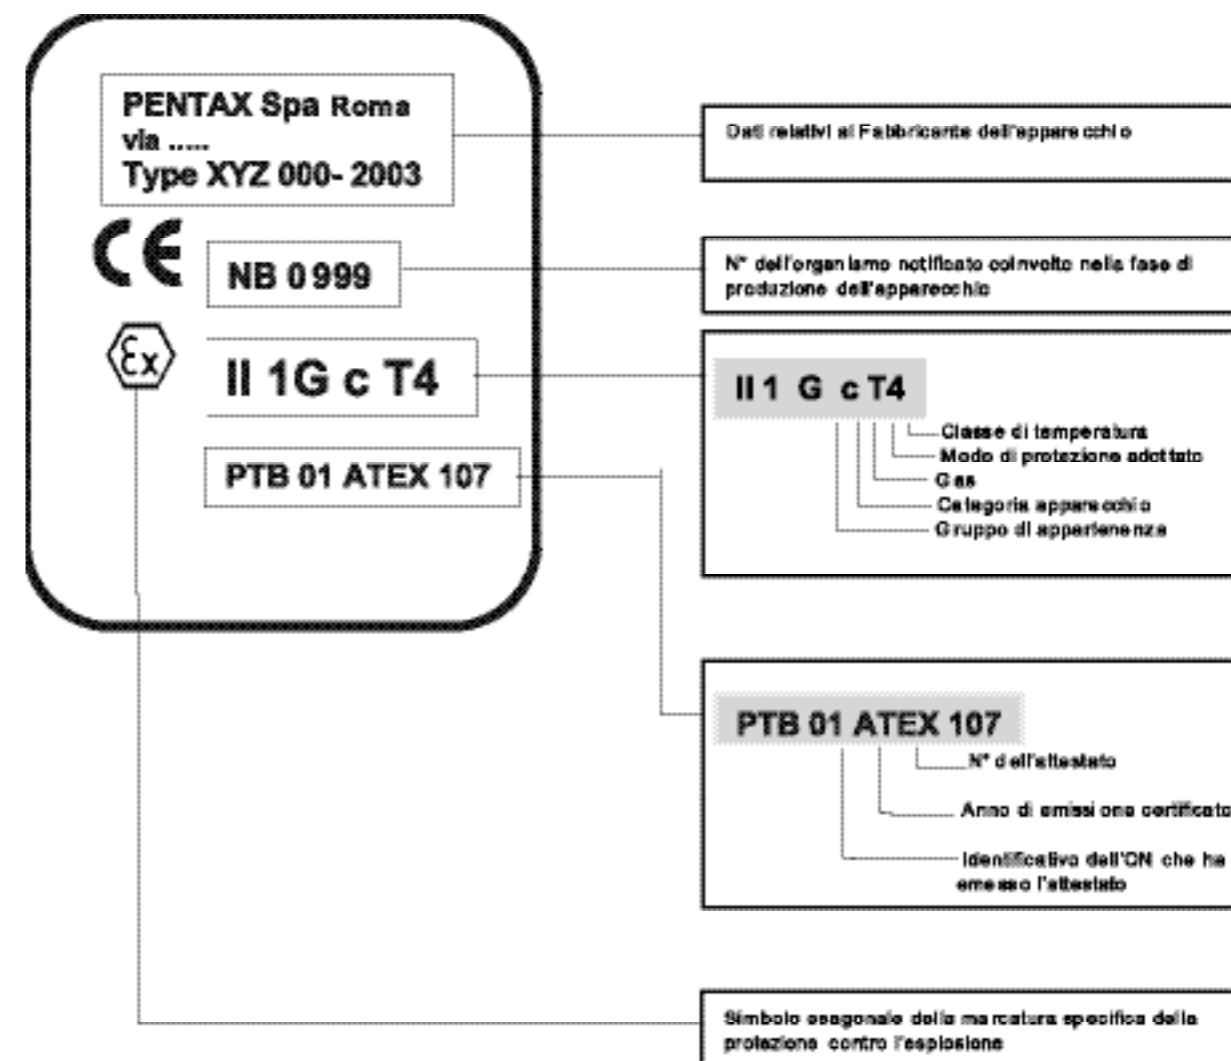 PENTAX Spa Roma
via .....
Type XYZ 000- 2003
CE
NB 0999
Ex
II 1G c T4
PTB 01 ATEX 107
Dati relativi al Fabbricante dell'apparecchio
N° dell'organismo notificato coinvolto nella fase di
produzione dell'apparecchio
II 1 G c T4
Classe di temperatura
Modo di protezione adottato
Gas
Categoria apparecchio
Gruppo di appartenenza
PTB 01 ATEX 107
N° dell'attestato
Anno di emissione certificato
Identificativo dell'ON che ha
emesso l'attestato
Simbolo esagonale della marcatura specifica della
protezione contro l'esplosione